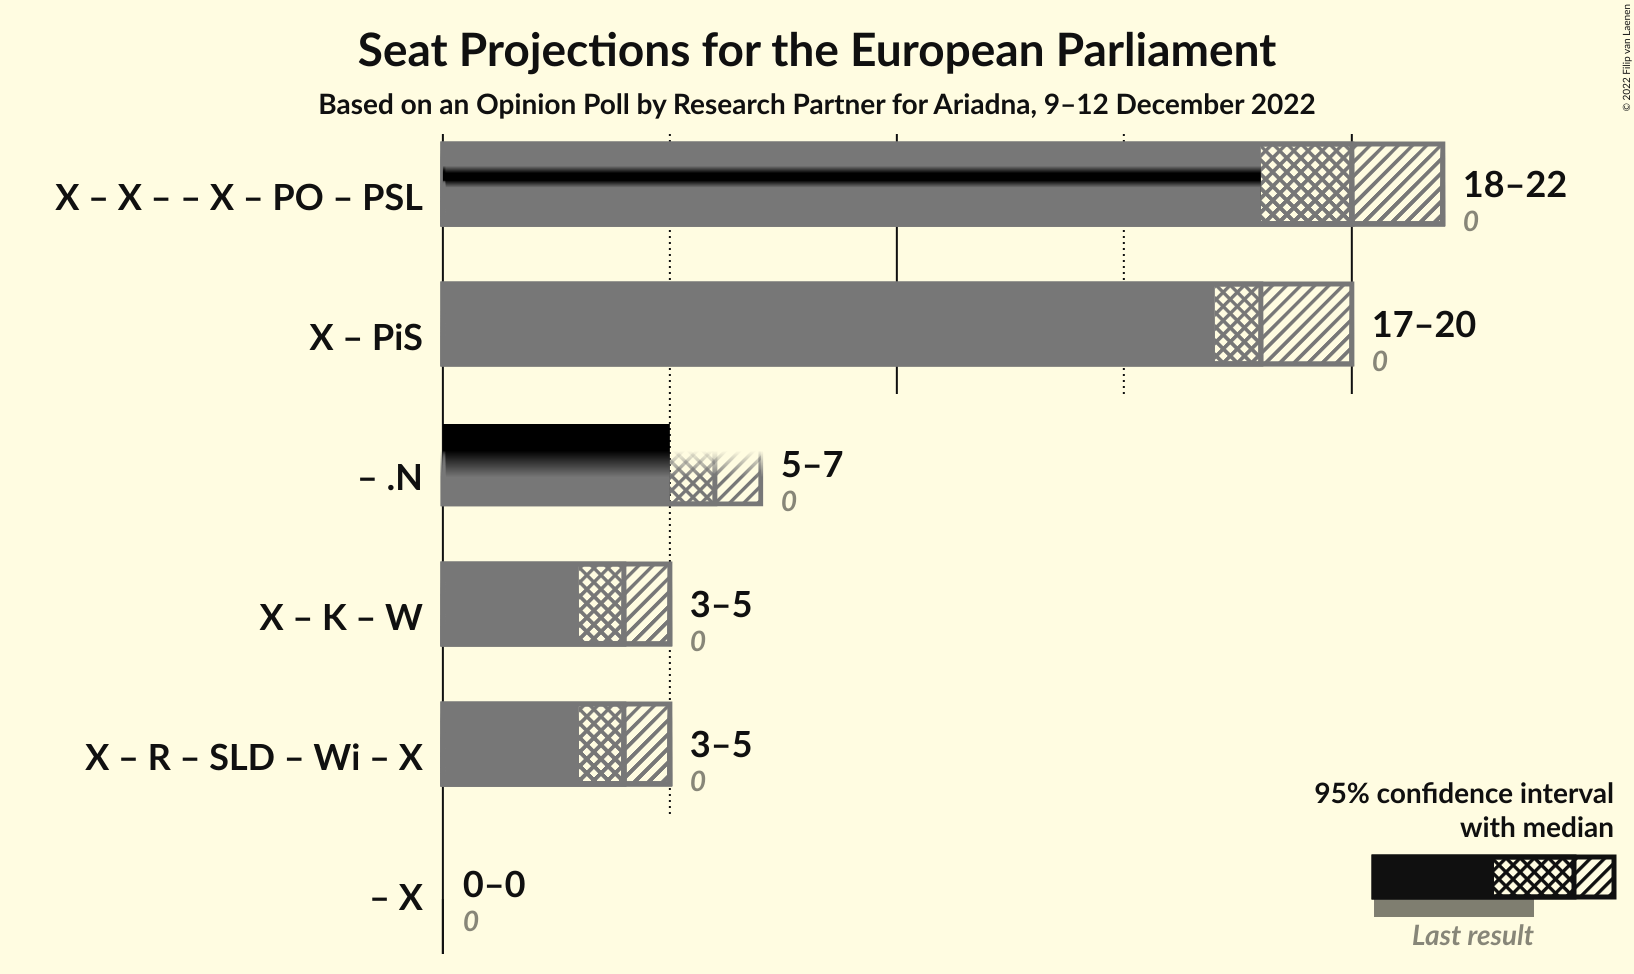 Seat Projections for the European Parliament
Based on an Opinion Poll by Research Partner for Ariadna, 9–12 December 2022
© 2022 Filip van Laenen
X – X – – X – PO – PSL
18–22
0
X – PiS
17–20
0
– .N
5–7
0
X – K – W
3–5
0
X – R – SLD – Wi – X
3–5
0
– X
0–0
0
95% confidence interval
with median
Last result